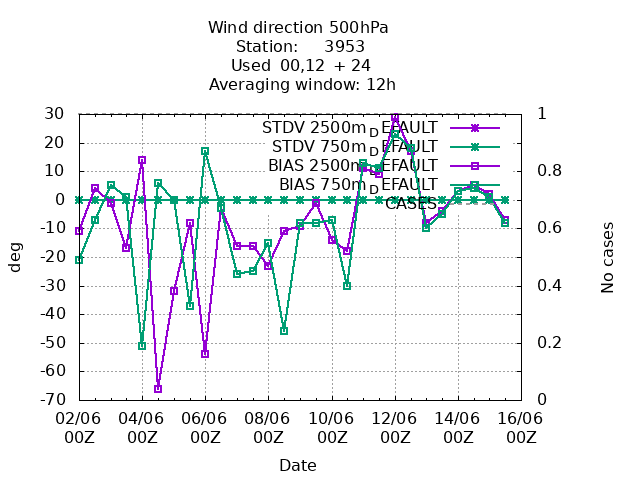 Wind direction 500hPa
Station: 3953
Used 00,12 + 24
Averaging window: 12h
30 1
20
10 0.8
0
-10 0.6
-20
-30 0.4
-40
-50 0.2
-60
-70 0
deg
No cases
STDV 2500m_DEFAULT
STDV 750m_DEFAULT
BIAS 2500m_DEFAULT
BIAS 750m_DEFAULT
CASES
02/06 04/06 06/06 08/06 10/06 12/06 14/06 16/06
00Z 00Z 00Z 00Z 00Z 00Z 00Z 00Z
Date